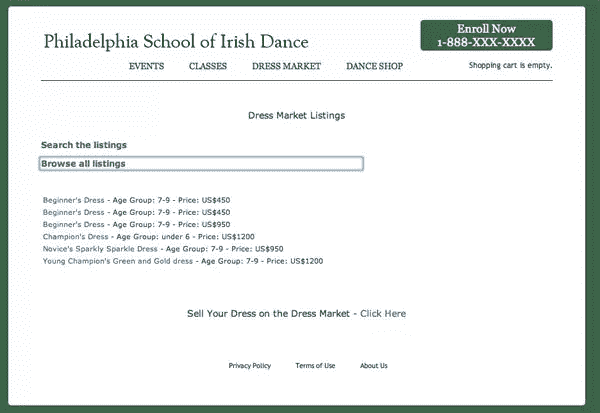 Philadelphia School of Irish Dance
Enroll Now
1-888-XXX-XXXX
EVENTS CLASSES DRESS MARKET DANCE SHOP
Shopping cart is empty.
Dress Market Listings
Search the listings
Browse all listings
Beginner's Dress - Age Group: 7-9 - Price: US$450
Beginner's Dress - Age Group: 7-9 - Price: US$450
Beginner's Dress - Age Group: 7-9 - Price: US$950
Champion's Dress - Age Group: under 6 - Price: US$1200
Novice's Sparkly Sparkle Dress - Age Group: 7-9 - Price: US$950
Young Champion's Green and Gold dress - Age Group: 7-9 - Price: US$1200
Sell Your Dress on the Dress Market - Click Here
Privacy Policy Terms of Use About Us